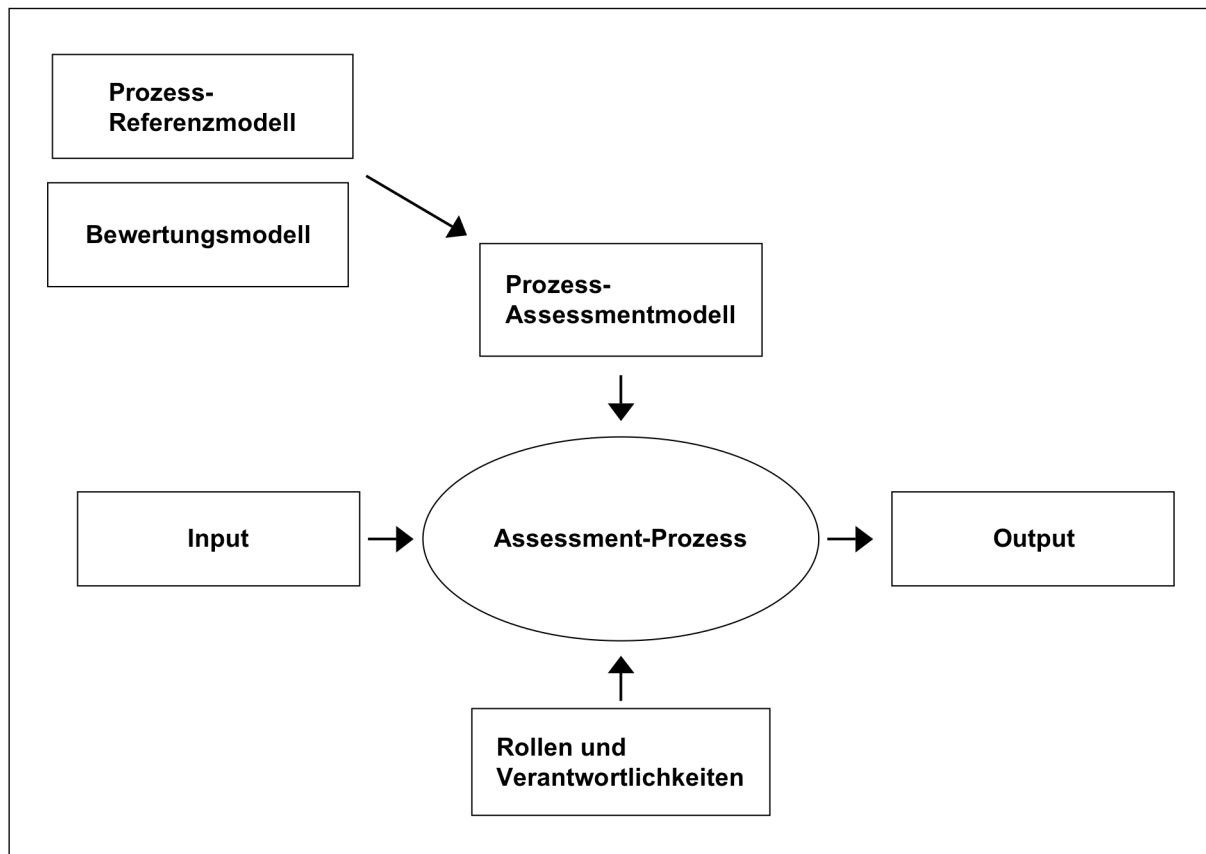 Prozess-
Referenzmodell
Bewertungsmodell
Prozess-
Assessmentmodell
Input
Assessment-Prozess
Output
Rollen und
Verantwortlichkeiten